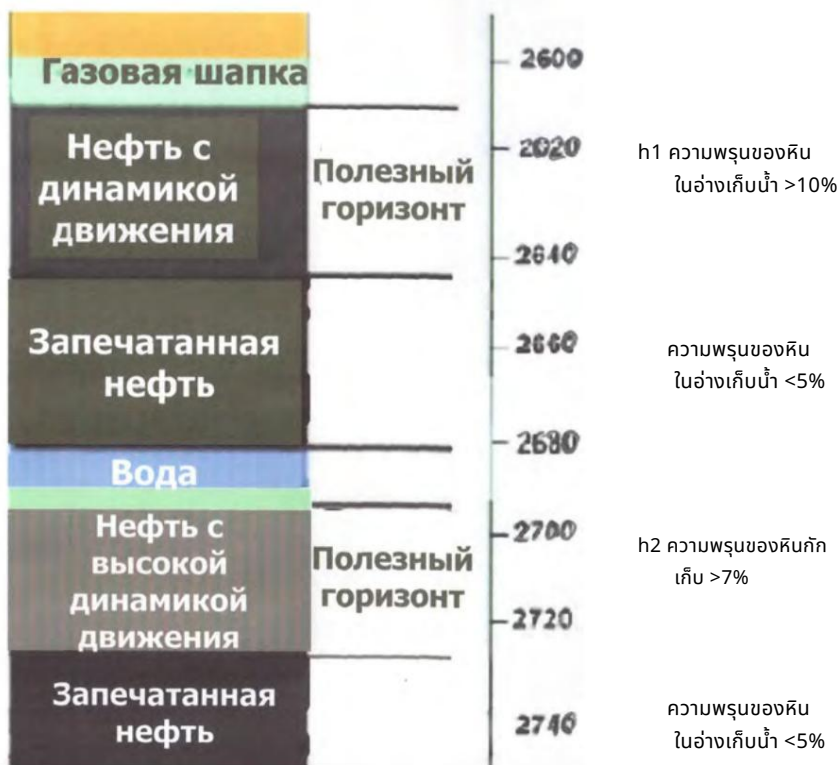 Газовая шапка
2600
Нефть с
динамикой
движения
Полезный
горизонт
2020
h1 ความพรุนของหิน
ในอ่างเก็บน้ำ >10%
2640
Запечатанная
нефть
2660
ความพรุนของหิน
ในอ่างเก็บน้ำ <5%
2680
Вода
Нефть с
высокой
динамикой
движения
Полезный
горизонт
2700
h2 ความพรุนของหินกัก
เก็บ >7%
2720
Запечатанная
нефть
2740
ความพรุนของหิน
ในอ่างเก็บน้ำ <5%